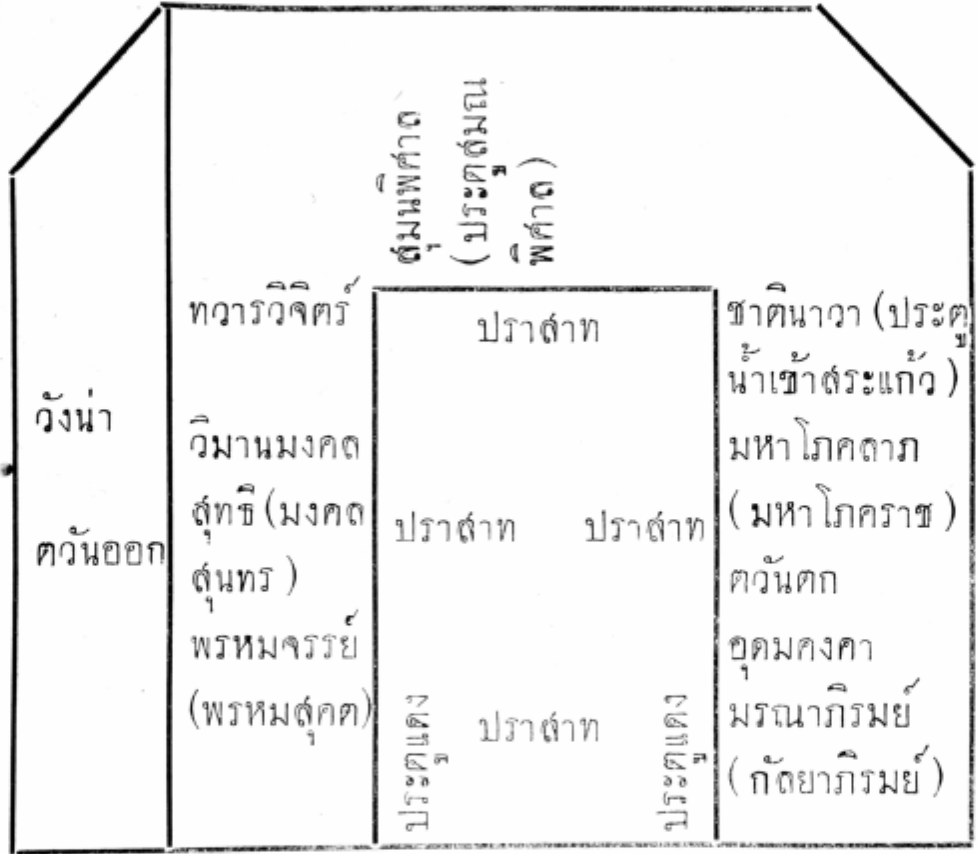 สุมนพิศาล
(ประตูสมณ
พิศาล)
วังน่า
ตวันออก
ทวารวิจิตร์
วิมานมงคล
สุทธิ (มงคล
สุนทร)
พรหมจรรย์
(พรหมสุคต)
ปราสาท
ปราสาท
ปราสาท
ประตูแดง
ปราสาท
ประตูแดง
ชาตินาวา (ประตู
น้ำเข้าสระแก้ว)
มหาโภคลาภ
(มหาโภคราช)
ตวันตก
อุดมคงคา
มรณาภิรมย์
(กัลยาภิรมย์)